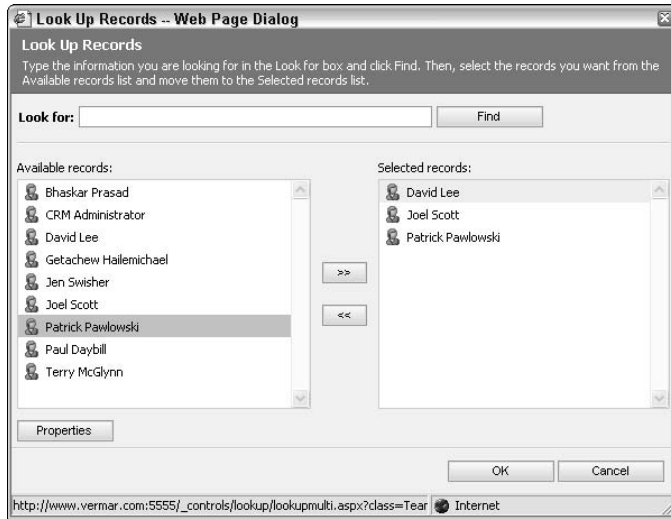 Look Up Records -- Web Page Dialog
Look Up Records
Type the information you are looking for in the Look for box and click Find. Then, select the records you want from the
Available records list and move them to the Selected records list.
Look for:
Find
Available records:
Bhaskar Prasad
CRM Administrator
David Lee
Getachew Hailemichael
Jen Swisher
Joel Scott
Patrick Pawlowski
Paul Daybill
Terry McGlynn
>>
<<
Selected records:
David Lee
Joel Scott
Patrick Pawlowski
Properties
OK
Cancel
http://www.vermar.com:5555/_controls/lookup/lookupmulti.aspx?class=Tear
Internet